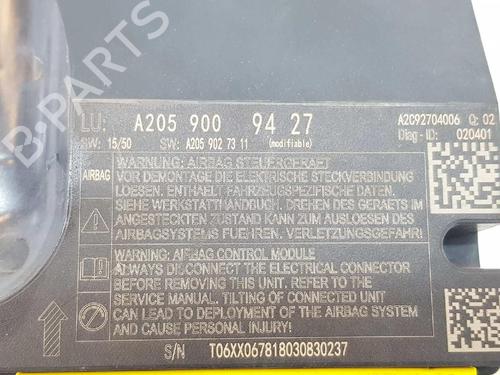 B-PARTS
LU: A205 900 94 27
A2C92704006 Q: 02
Diag-ID: 020401
SW: 15/50 SW: A205 902 73 11 (modifiable)
WARNUNG: AIRBAG STEUERGERAET
AIRBAG
VOR DEMONTAGE DIE ELEKTRISCHE STECKVERBINDUNG
LOESEN. ENTHAELT FAHRZEUGSPEZIFISCHE DATEN.
SIEHE WERKSTATTHANDBUCH. DREHEN DES GERAETS IM
ANGESTECKTEN ZUSTAND KANN ZUM AUSLOESEN DES
AIRBAGSYSTEMS FUEHREN. VERLETZUNGSGEFAHR!
WARNING: AIRBAG CONTROL MODULE
ALWAYS DISCONNECT THE ELECTRICAL CONNECTOR
BEFORE REMOVING THIS UNIT. REFER TO THE
SERVICE MANUAL. TILTING OF CONNECTED UNIT
CAN LEAD TO DEPLOYMENT OF THE AIRBAG SYSTEM
AND CAUSE PERSONAL INJURY !
S/N T06XX067818030830237